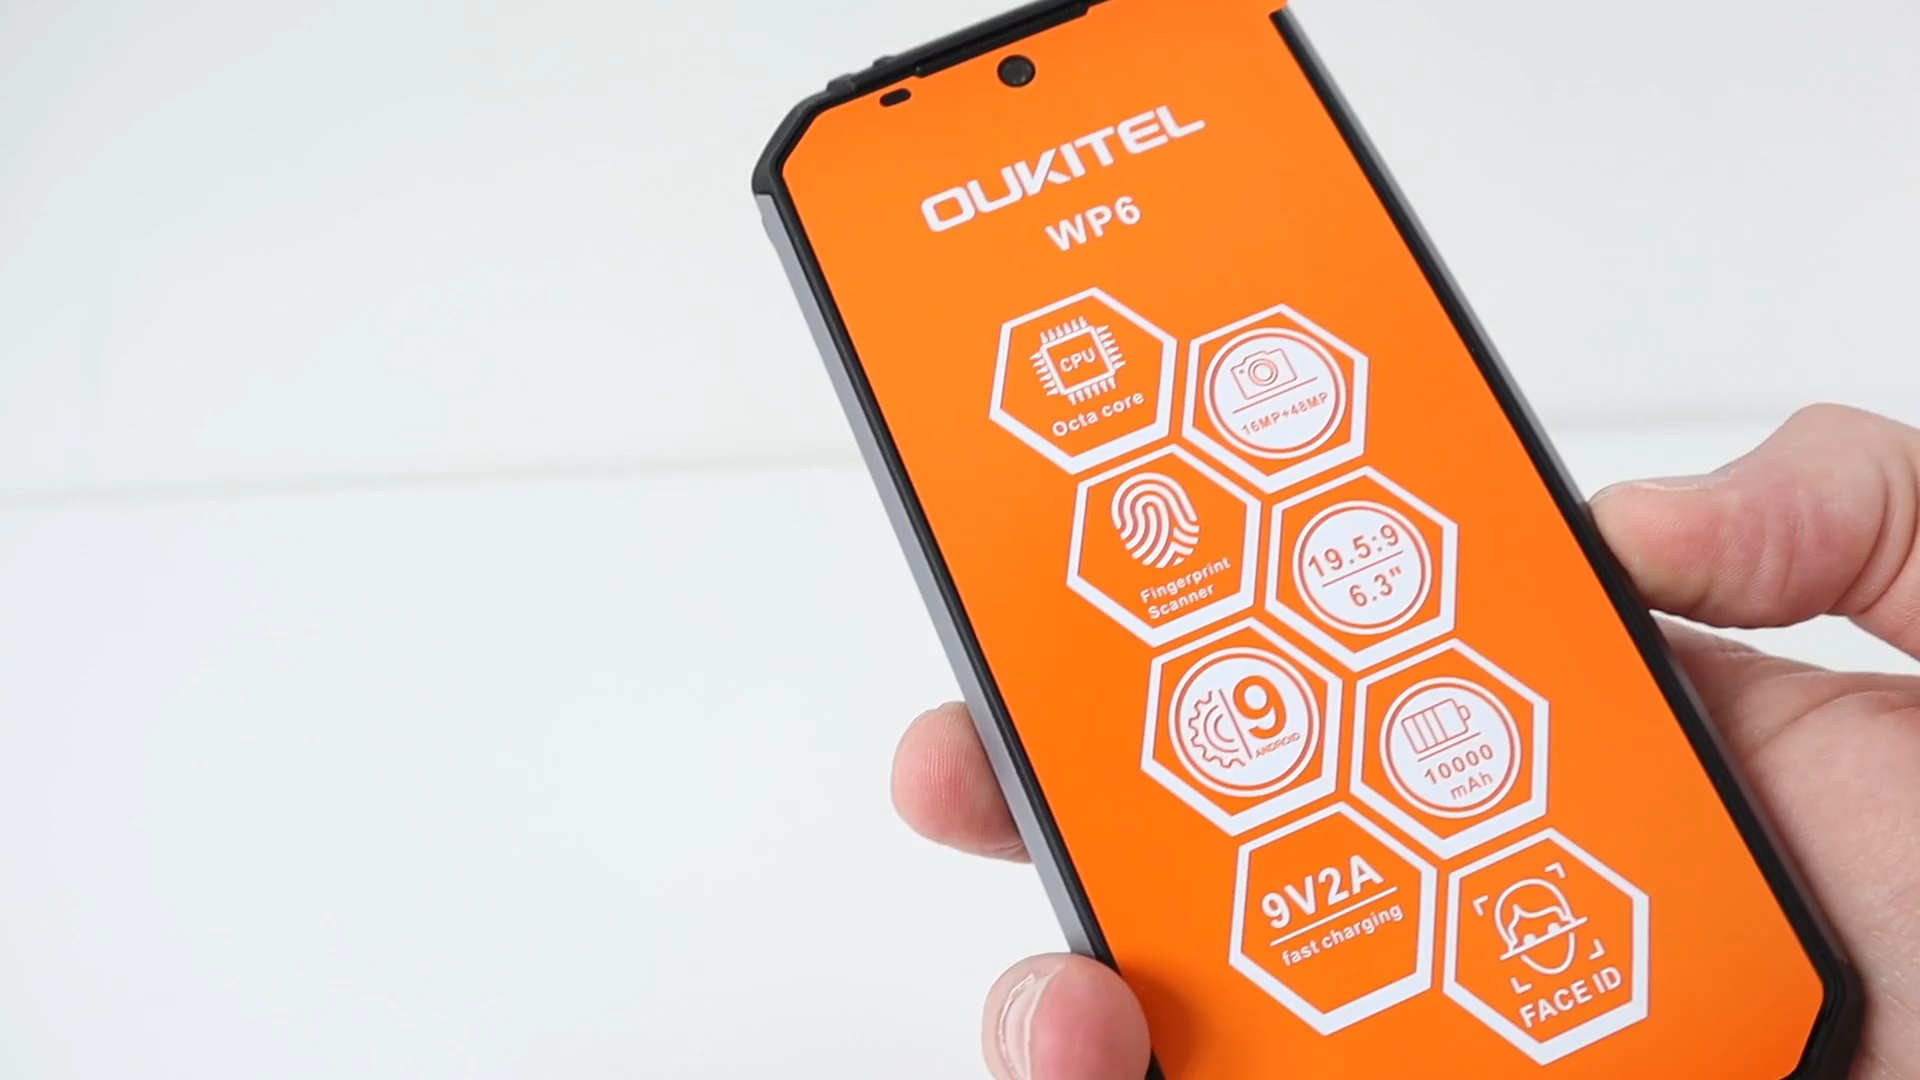 OUKITEL
WP6
CPU
Octa core
16MP+48MP
Fingerprint
Scanner
19.5:9
6.3"
9
ANDROID
10000
mAh
9V2A
fast charging
FACE ID